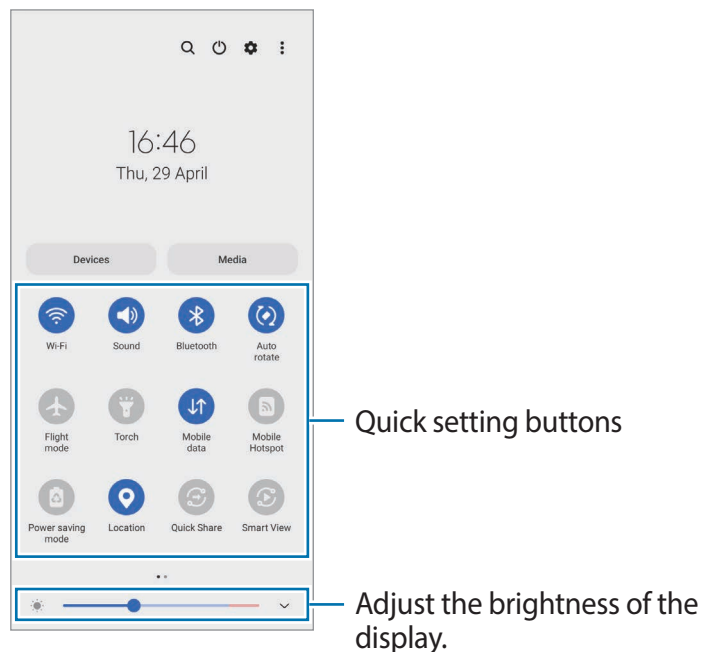 16:46
Thu, 29 April
Devices Media
Wi-Fi Sound Bluetooth Auto
rotate
Flight Torch Mobile Mobile
mode data Hotspot
Quick setting buttons
Power saving Location Quick Share Smart View
mode
Adjust the brightness of the
display.